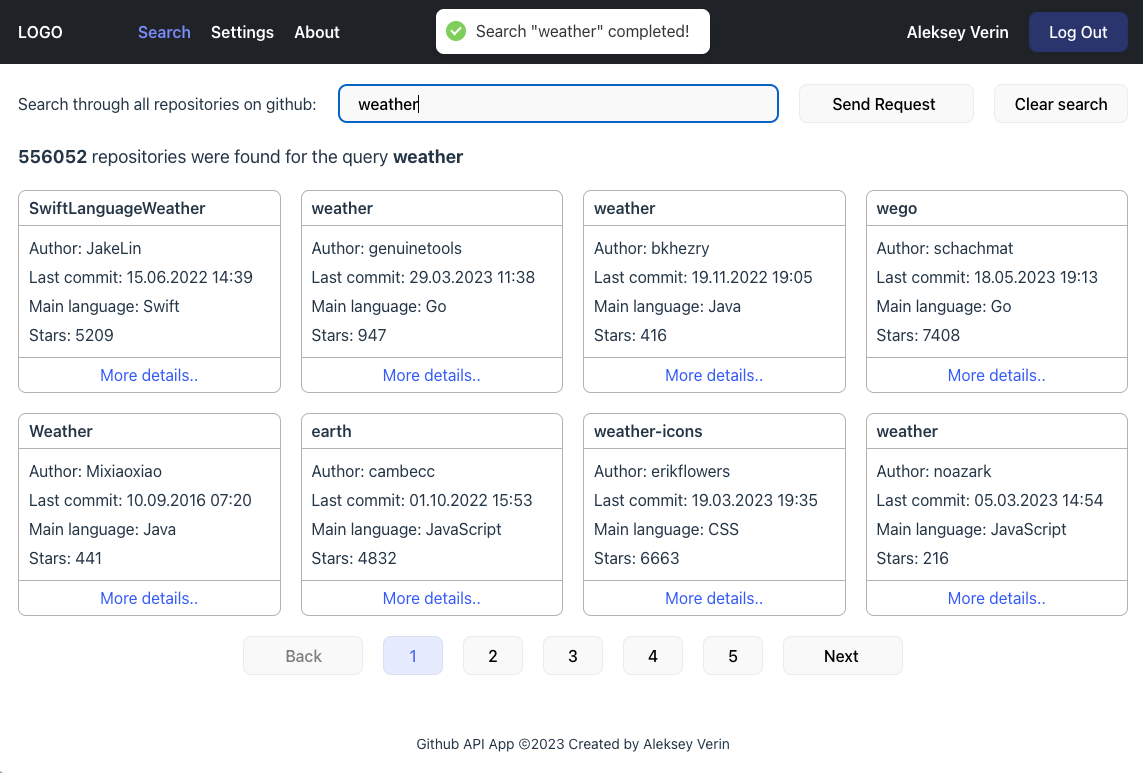 LOGO Search Settings About Search "weather" completed! Aleksey Verin Log Out
Search through all repositories on github: weather Send Request Clear search
556052 repositories were found for the query weather
SwiftLanguageWeather
Author: JakeLin
Last commit: 15.06.2022 14:39
Main language: Swift
Stars: 5209
More details..
weather
Author: genuinetools
Last commit: 29.03.2023 11:38
Main language: Go
Stars: 947
More details..
weather
Author: bkhezry
Last commit: 19.11.2022 19:05
Main language: Java
Stars: 416
More details..
wego
Author: schachmat
Last commit: 18.05.2023 19:13
Main language: Go
Stars: 7408
More details..
Weather
Author: Mixiaoxiao
Last commit: 10.09.2016 07:20
Main language: Java
Stars: 441
More details..
earth
Author: cambecc
Last commit: 01.10.2022 15:53
Main language: JavaScript
Stars: 4832
More details..
weather-icons
Author: erikflowers
Last commit: 19.03.2023 19:35
Main language: CSS
Stars: 6663
More details..
weather
Author: noazark
Last commit: 05.03.2023 14:54
Main language: JavaScript
Stars: 216
More details..
Back 1 2 3 4 5 Next
Github API App ©2023 Created by Aleksey Verin